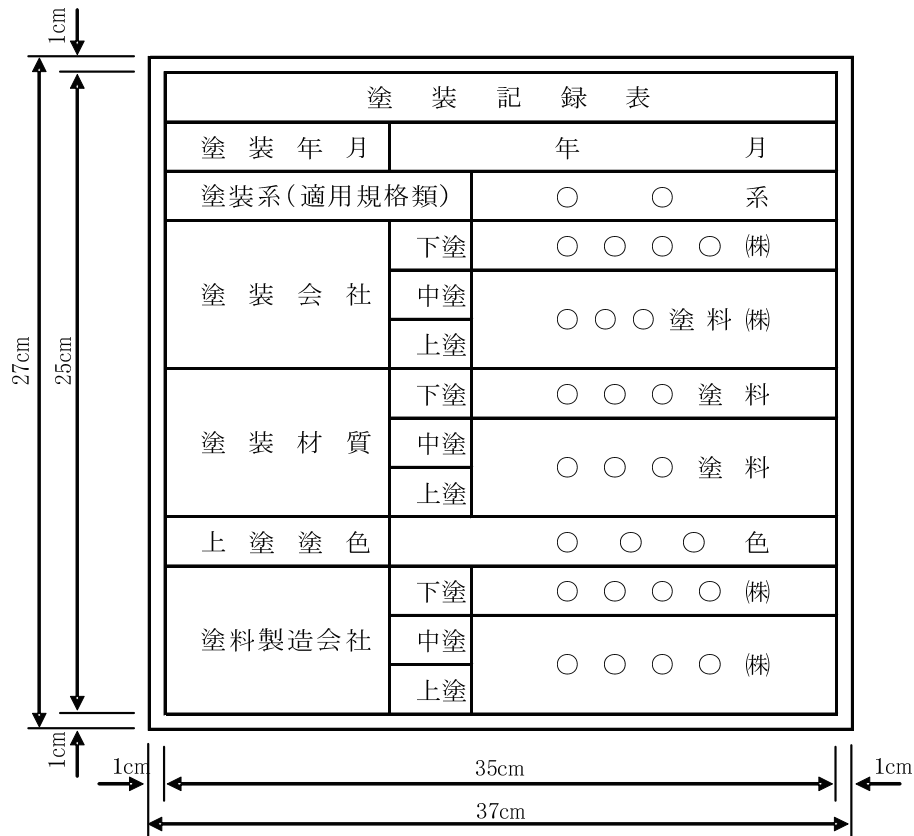 1cm
塗装記録表
塗装年月 年 月
塗装系(適用規格類) ○○系
下塗 ○○○○㈱
塗装会社 中塗 ○○○塗料㈱
上塗
下塗 ○○○塗料
塗装材質 中塗 ○○○塗料
上塗
上塗塗色 ○○○色
下塗 ○○○○㈱
塗料製造会社 中塗 ○○○○㈱
上塗
27cm
25cm
1cm
1cm 35cm 1cm
37cm